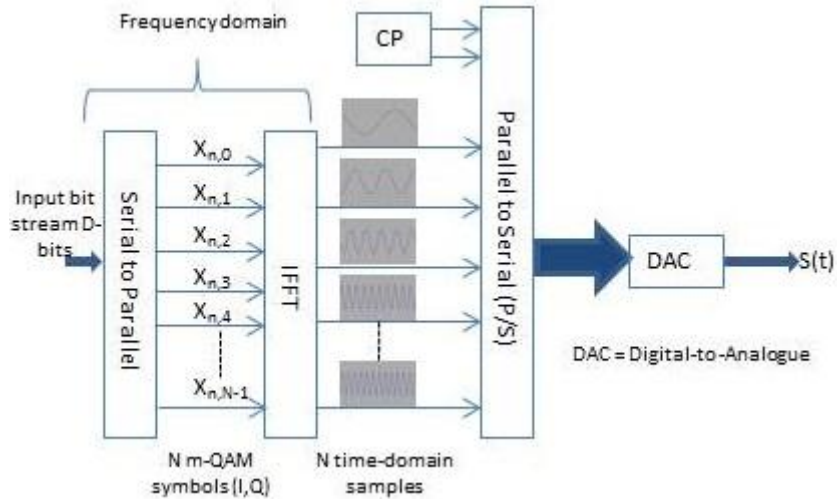 Frequency domain
CP
Input bit
stream D-
bits
Serial to Parallel
Xn,0
Xn,1
Xn,2
Xn,3
Xn,4
Xn,N-1
IFFT
Parallel to Serial (P/S)
DAC
S(t)
DAC = Digital-to-Analogue
N m-QAM
symbols (I,Q)
N time-domain
samples